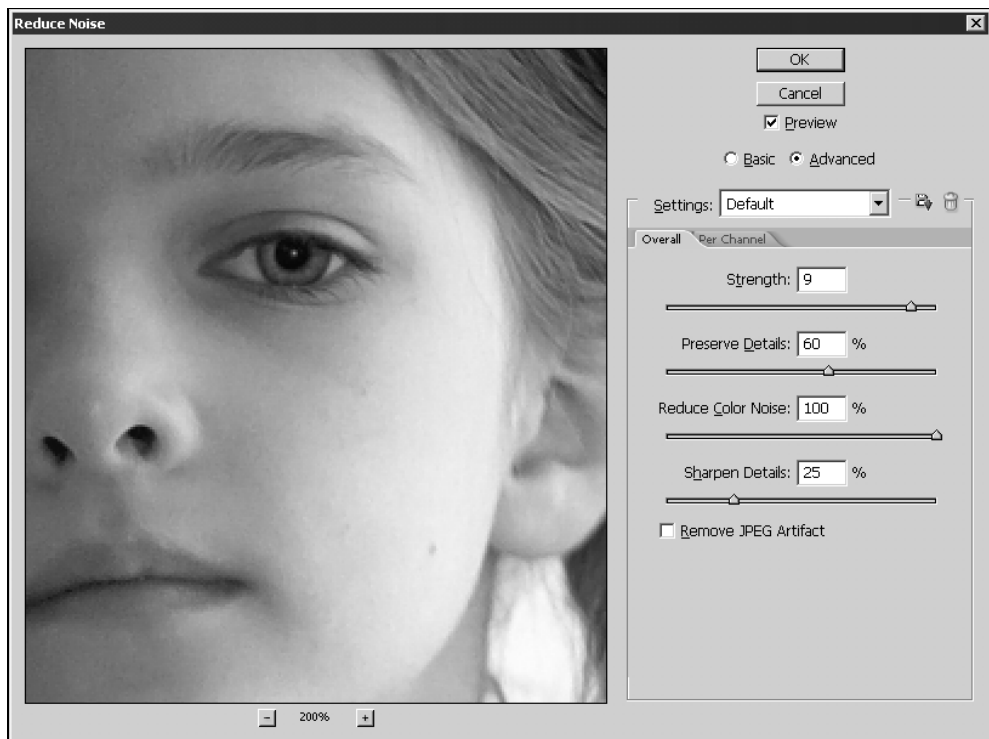 Reduce Noise
OK
Cancel
Preview
Basic Advanced
Settings: Default
Overall Per Channel
Strength: 9
Preserve Details: 60 %
Reduce Color Noise: 100 %
Sharpen Details: 25 %
Remove JPEG Artifact
- 200% +